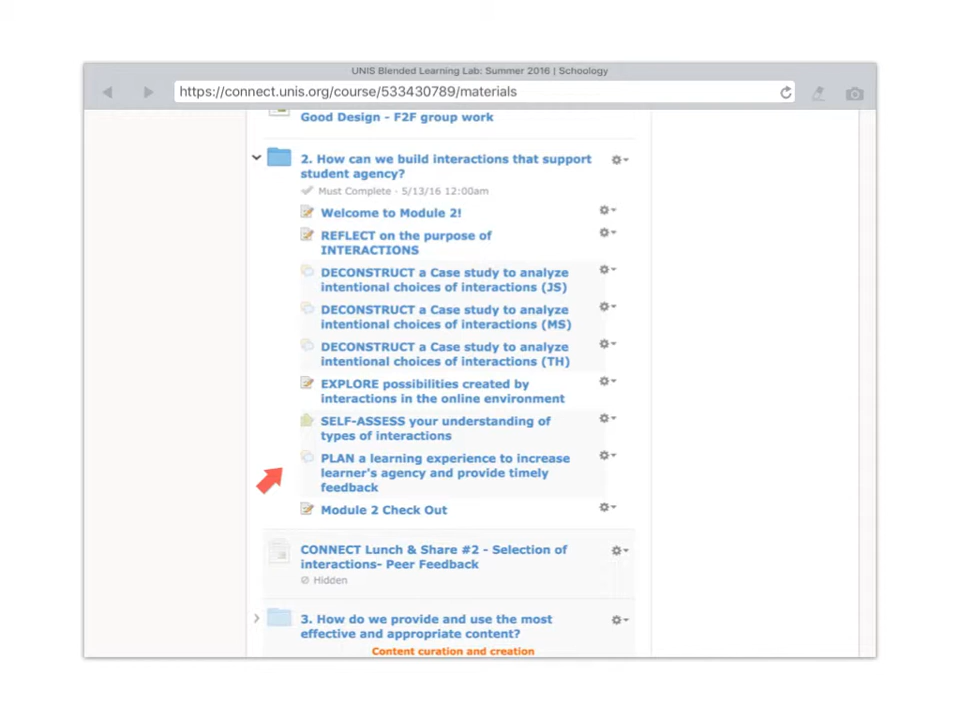 UNIS Blended Learning Lab: Summer 2016 | Schoology
https://connect.unis.org/course/533430789/materials
Good Design - F2F group work
2. How can we build interactions that support
student agency?
Must Complete · 5/13/16 12:00am
Welcome to Module 2!
REFLECT on the purpose of
INTERACTIONS
DECONSTRUCT a Case study to analyze
intentional choices of interactions (JS)
DECONSTRUCT a Case study to analyze
intentional choices of interactions (MS)
DECONSTRUCT a Case study to analyze
intentional choices of interactions (TH)
EXPLORE possibilities created by
interactions in the online environment
SELF-ASSESS your understanding of
types of interactions
PLAN a learning experience to increase
learner's agency and provide timely
feedback
Module 2 Check Out
CONNECT Lunch & Share #2 - Selection of
interactions- Peer Feedback
Hidden
3. How do we provide and use the most
effective and appropriate content?
Content curation and creation